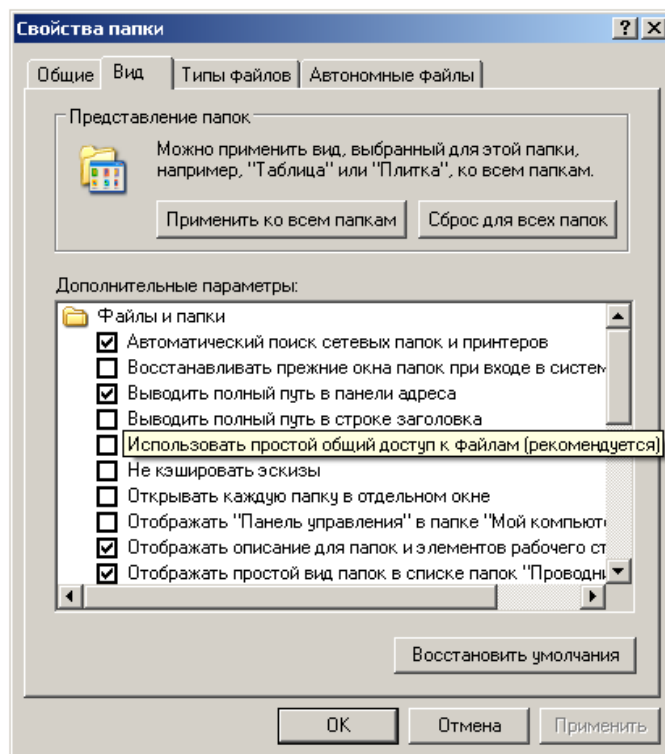 Свойства папки
Общие
Вид
Типы файлов
Автономные файлы
Представление папок
Можно применить вид, выбранный для этой папки,
например, "Таблица" или "Плитка", ко всем папкам.
Применить ко всем папкам
Сброс для всех папок
Дополнительные параметры:
Файлы и папки
Автоматический поиск сетевых папок и принтеров
Восстанавливать прежние окна папок при входе в систем
Выводить полный путь в панели адреса
Выводить полный путь в строке заголовка
Использовать простой общий доступ к файлам (рекомендуется)
Не кэшировать эскизы
Открывать каждую папку в отдельном окне
Отображать "Панель управления" в папке "Мой компьют
Отображать описание для папок и элементов рабочего ст
Отображать простой вид папок в списке папок "Проводн
Восстановить умолчания
OK
Отмена
Применить